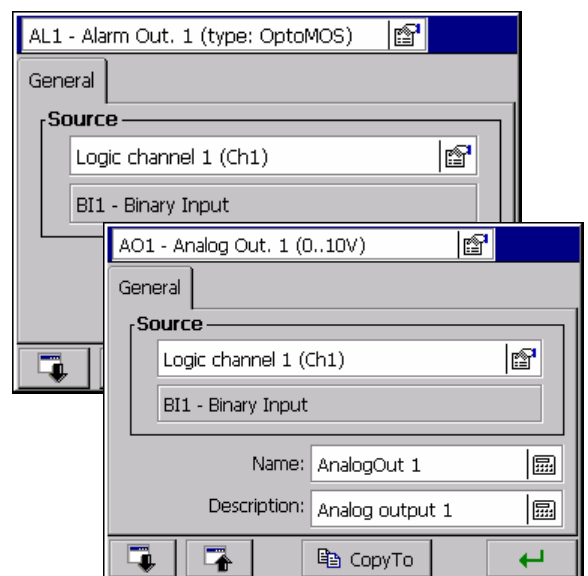 AL1 - Alarm Out. 1 (type: OptoMOS)
General
Source
Logic channel 1 (Ch1)
BI1 - Binary Input
AO1 - Analog Out. 1 (0..10V)
General
Source
Logic channel 1 (Ch1)
BI1 - Binary Input
Name: AnalogOut 1
Description: Analog output 1
CopyTo